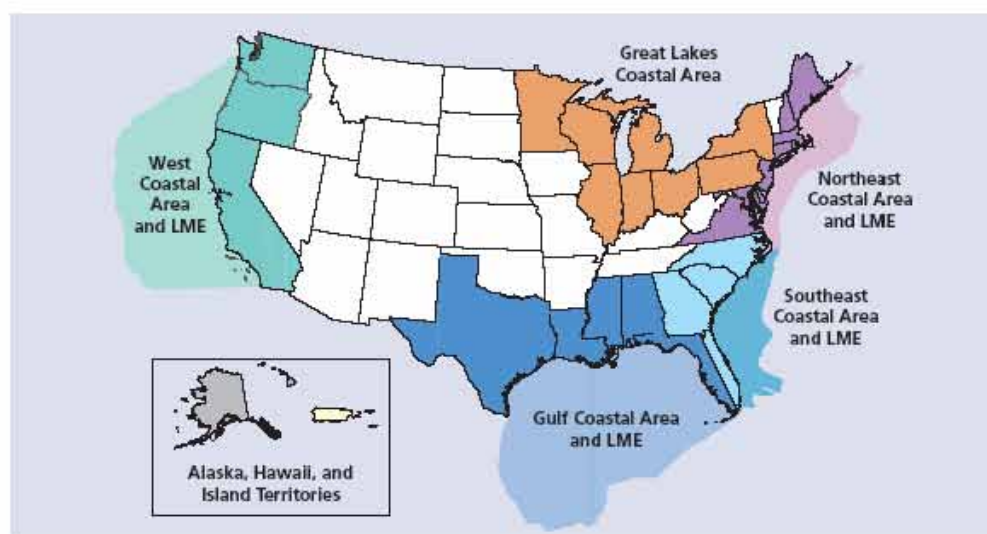 Great Lakes
Coastal Area
West
Coastal
Area
and LME
Northeast
Coastal Area
and LME
Southeast
Coastal Area
and LME
Gulf Coastal Area
and LME
Alaska, Hawaii, and
Island Territories